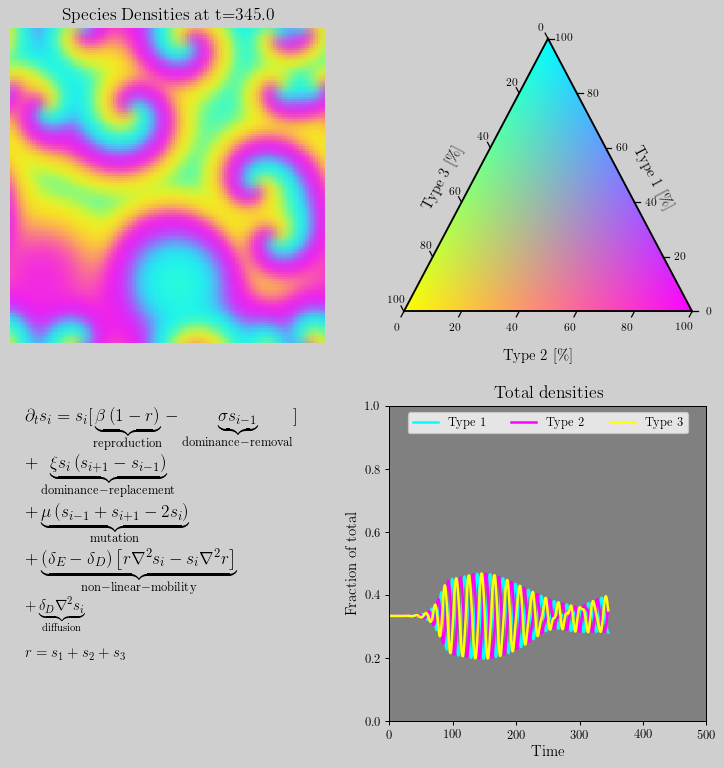 Species Densities at t=345.0
0
100
20
80
40
60
Type 3 [%]
Type 1 [%]
60
40
80
20
100
0
0 20 40 60 80 100
Type 2 [%]
∂ₜsᵢ = sᵢ[ β (1 − r) − σsᵢ₋₁ ]
reproduction dominance−removal
+ ξsᵢ (sᵢ₊₁ − sᵢ₋₁)
dominance−replacement
+ μ (sᵢ₋₁ + sᵢ₊₁ − 2sᵢ)
mutation
+ (δ_E − δ_D) [r∇²sᵢ − sᵢ∇²r]
non−linear−mobility
+ δ_D∇²sᵢ
diffusion
r = s₁ + s₂ + s₃
Total densities
Type 1 Type 2 Type 3
1.0
0.8
0.6
0.4
0.2
0.0
Fraction of total
0 100 200 300 400 500
Time